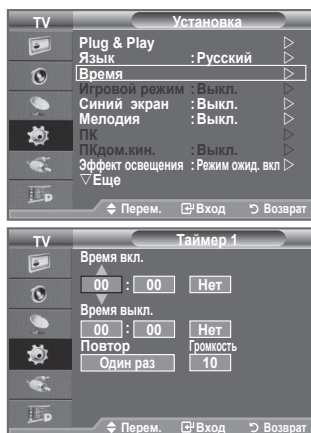 TV Установка
Plug & Play
Язык : Русский
Время
Игровой режим : Выкл.
Синий экран : Выкл.
Мелодия : Выкл.
ПК
ПКдом.кин. : Выкл.
Эффект освещения : Режим ожид. вкл
▽Еще
Перем. Вход Возврат
TV Таймер 1
Время вкл.
00 : 00 Нет
Время выкл.
00 : 00 Нет
Повтор Громкость
Один раз 10
Перем. Вход Возврат